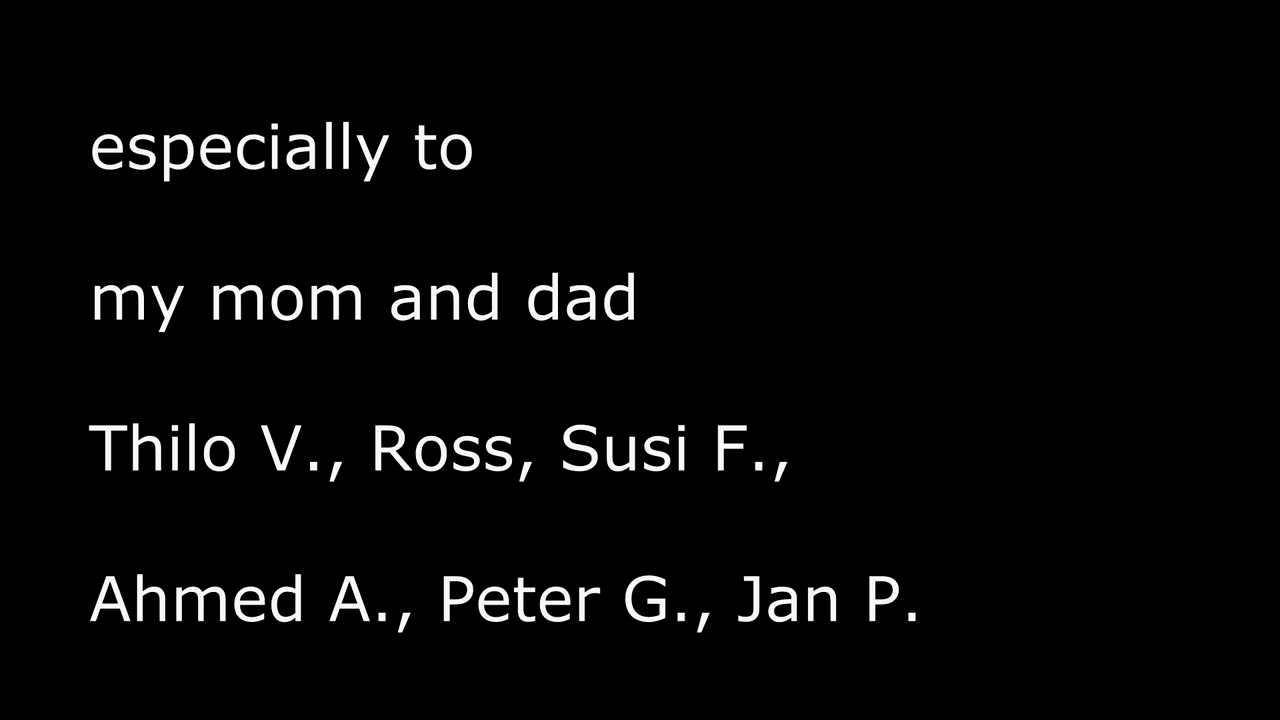 especially to
my mom and dad
Thilo V., Ross, Susi F.,
Ahmed A., Peter G., Jan P.